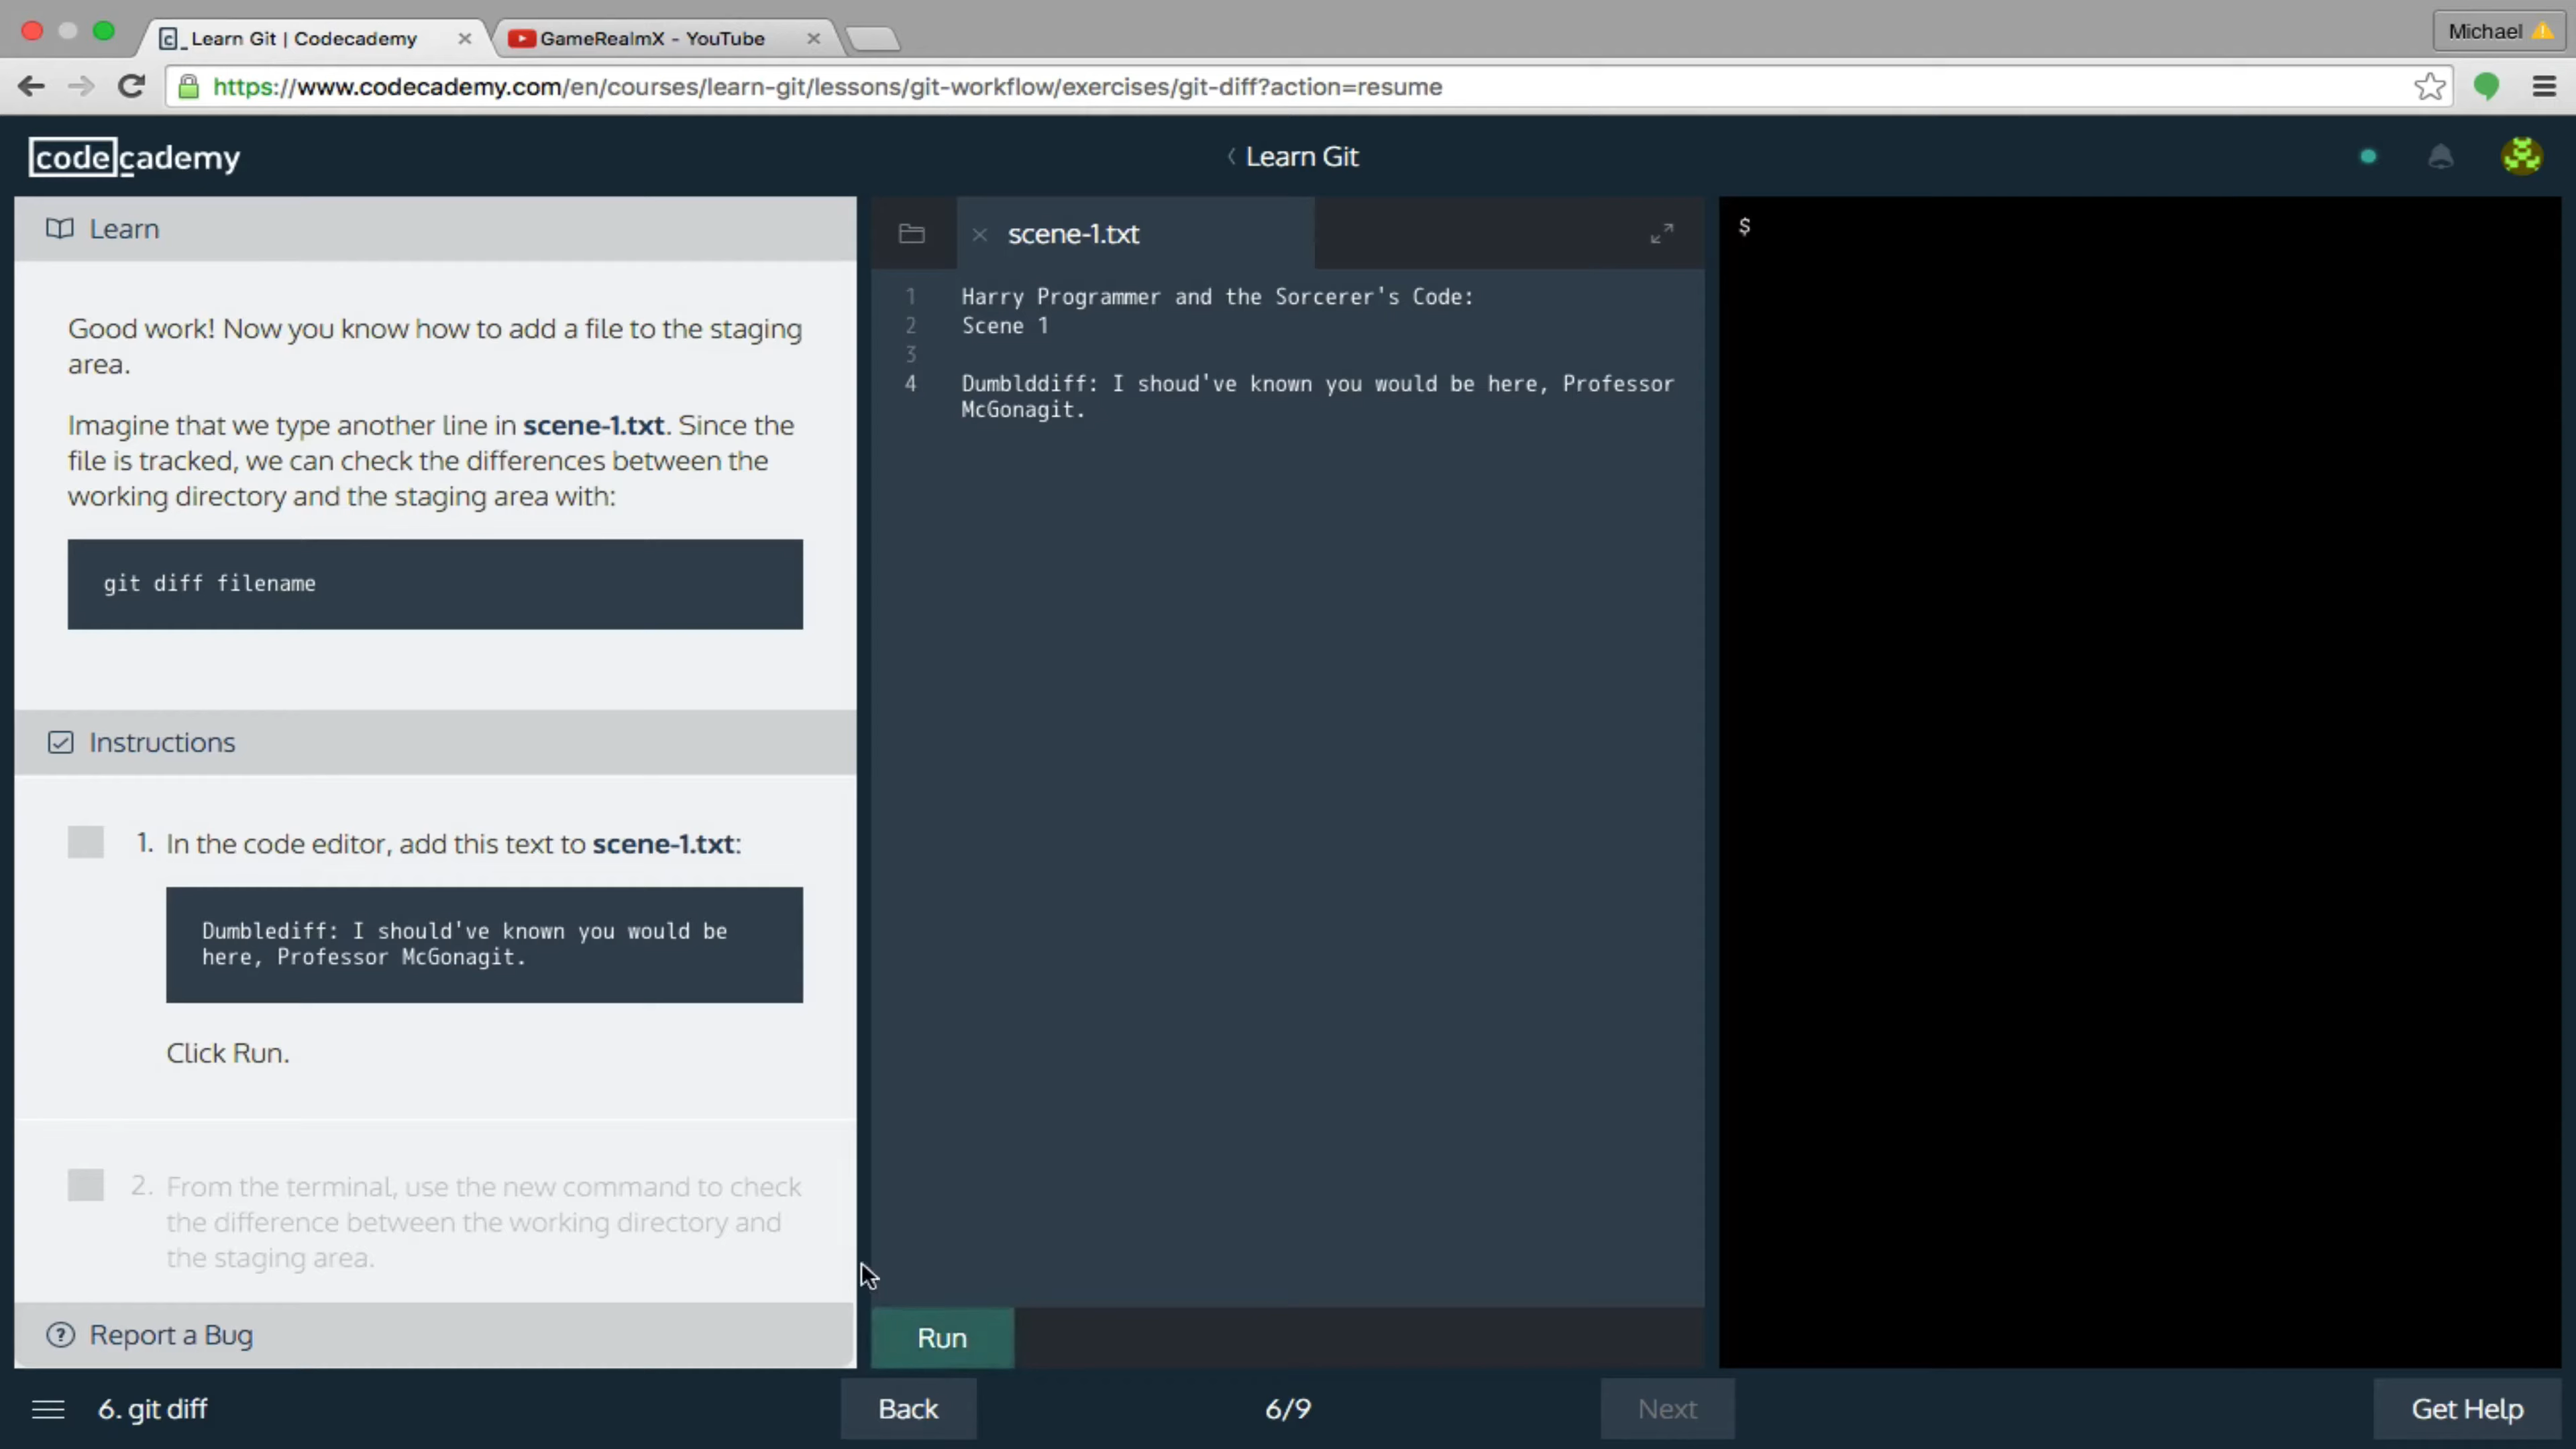 Learn Git | Codecademy
GameRealmX - YouTube
Michael
https://www.codecademy.com/en/courses/learn-git/lessons/git-workflow/exercises/git-diff?action=resume
codecademy
Learn Git
Learn
Good work! Now you know how to add a file to the staging
area.
Imagine that we type another line in scene-1.txt. Since the
file is tracked, we can check the differences between the
working directory and the staging area with:
git diff filename
Instructions
1. In the code editor, add this text to scene-1.txt:
Dumblediff: I should've known you would be
here, Professor McGonagit.
Click Run.
2. From the terminal, use the new command to check
the difference between the working directory and
the staging area.
Report a Bug
scene-1.txt
1 Harry Programmer and the Sorcerer's Code:
2 Scene 1
3
4 Dumblddiff: I shoud've known you would be here, Professor
McGonagit.
Run
$
6. git diff
Back
6/9
Next
Get Help